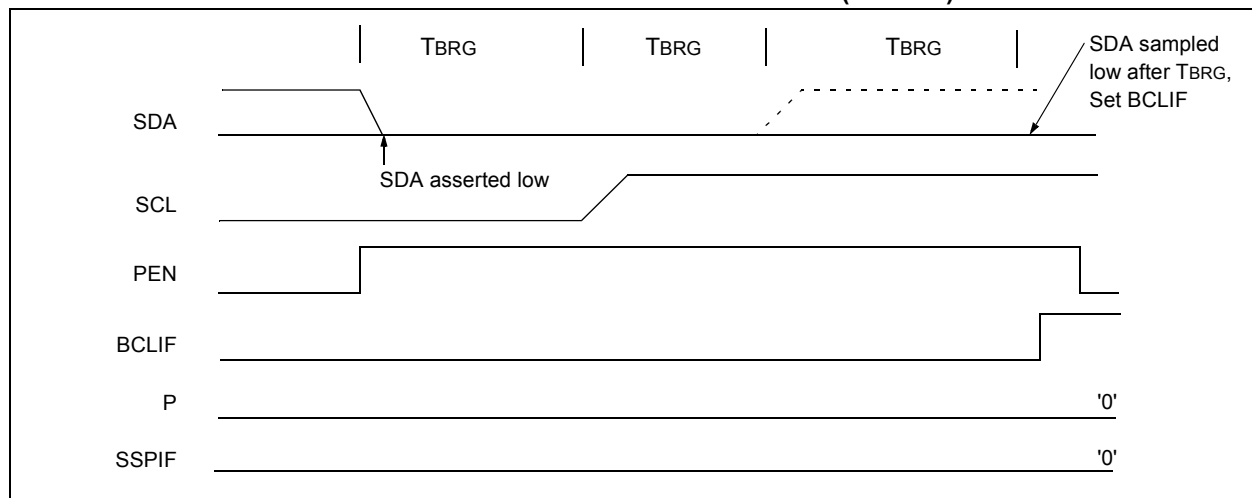 TBRG TBRG TBRG
SDA sampled
low after TBRG,
Set BCLIF
SDA
SDA asserted low
SCL
PEN
BCLIF
P '0'
SSPIF '0'